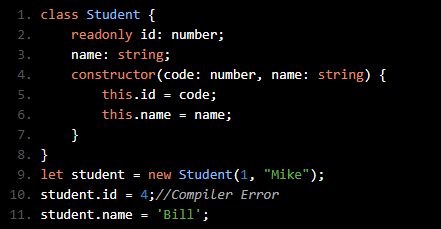 1. class Student {
2.     readonly id: number;
3.     name: string;
4.     constructor(code: number, name: string) {
5.         this.id = code;
6.         this.name = name;
7.     }
8. }
9. let student = new Student(1, "Mike");
10. student.id = 4;//Compiler Error
11. student.name = 'Bill';